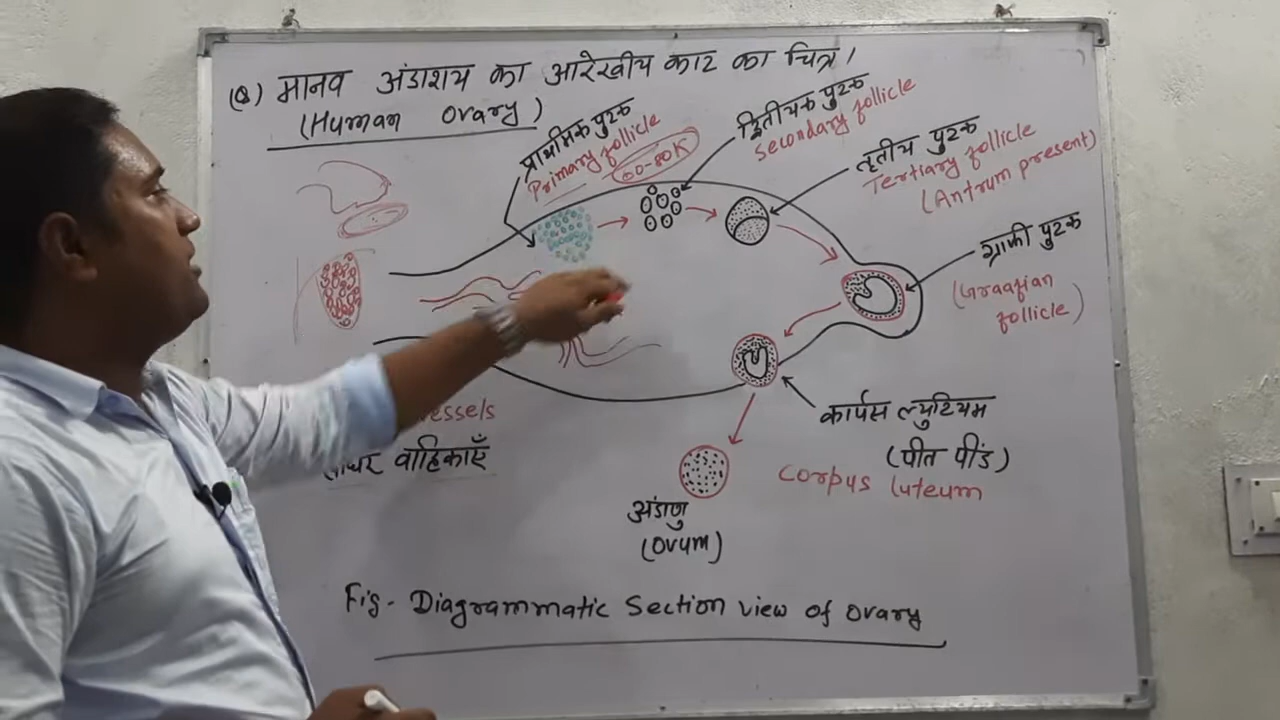 (Q) मानव अंडाशय का आरेखीय काट का चित्र।
(Human Ovary)
प्राथमिक पुटक
Primary follicle
60-80K
द्वितीयक पुटक
Secondary follicle
तृतीय पुटक
Tertiary follicle
(Antrum present)
ग्राफी पुटक
(Graafian
follicle)
कार्पस ल्युटियम
(पीत पींड)
Corpus luteum
वाहिकाएँ
अंडाणु
(Ovum)
Fig- Diagrammatic Section view of Ovary